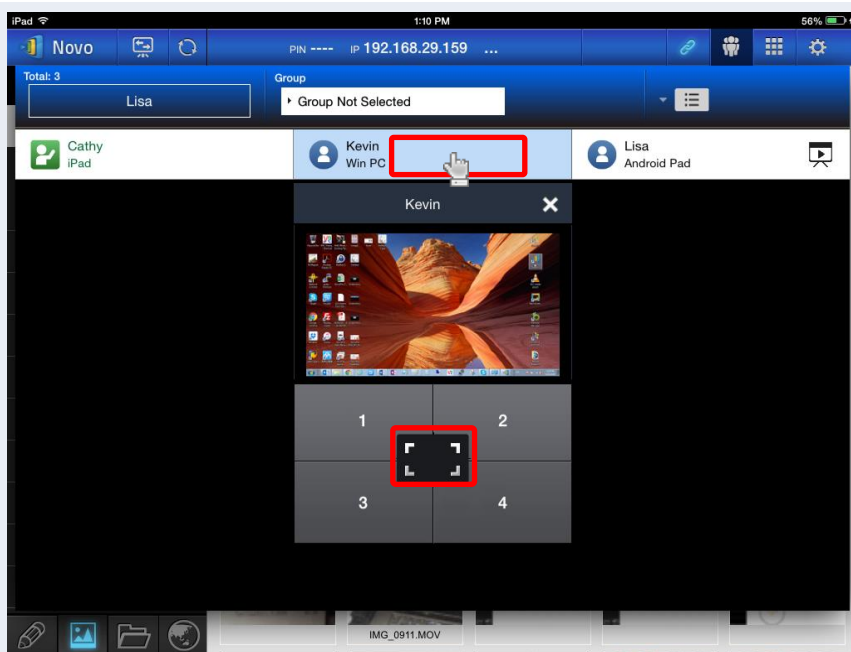 iPad 1:10 PM 56%
Novo PIN ---- IP 192.168.29.159 ...
Total: 3 Group
Lisa Group Not Selected
Cathy Kevin Lisa
iPad Win PC Android Pad
Kevin
1 2
3 4
IMG_0911.MOV